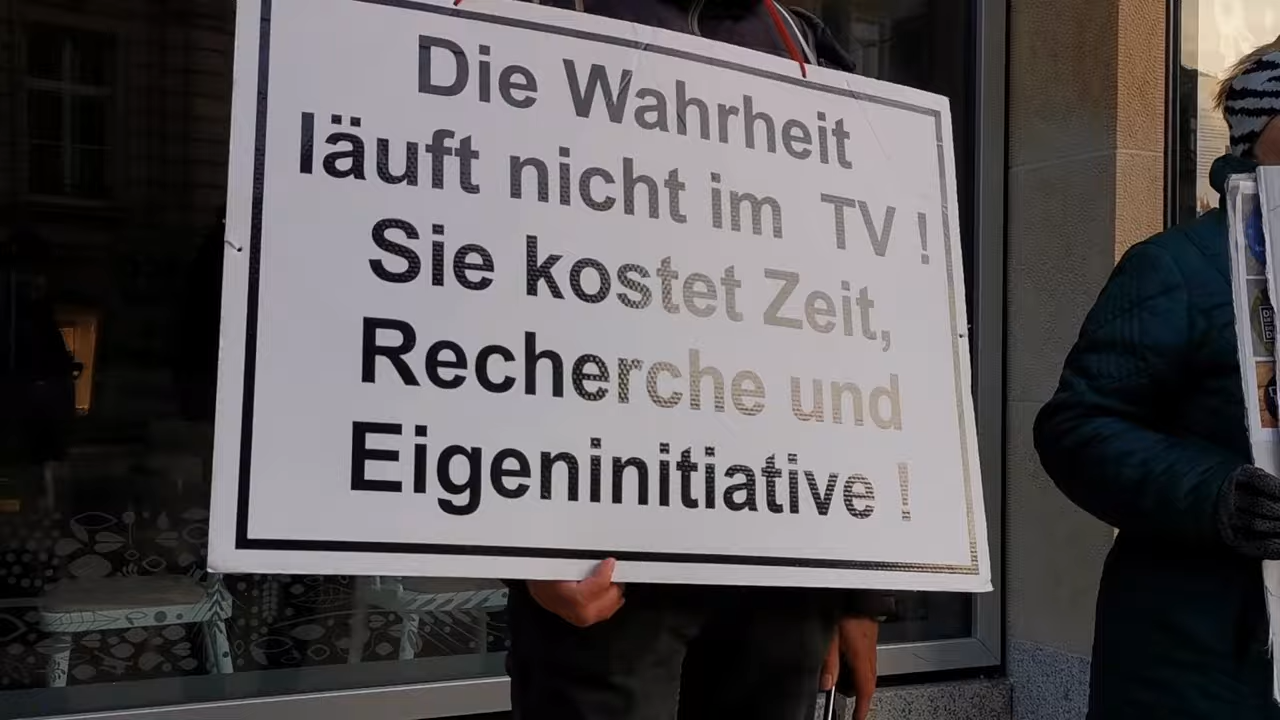 Die Wahrheit
läuft nicht im TV !
Sie kostet Zeit,
Recherche und
Eigeninitiative !